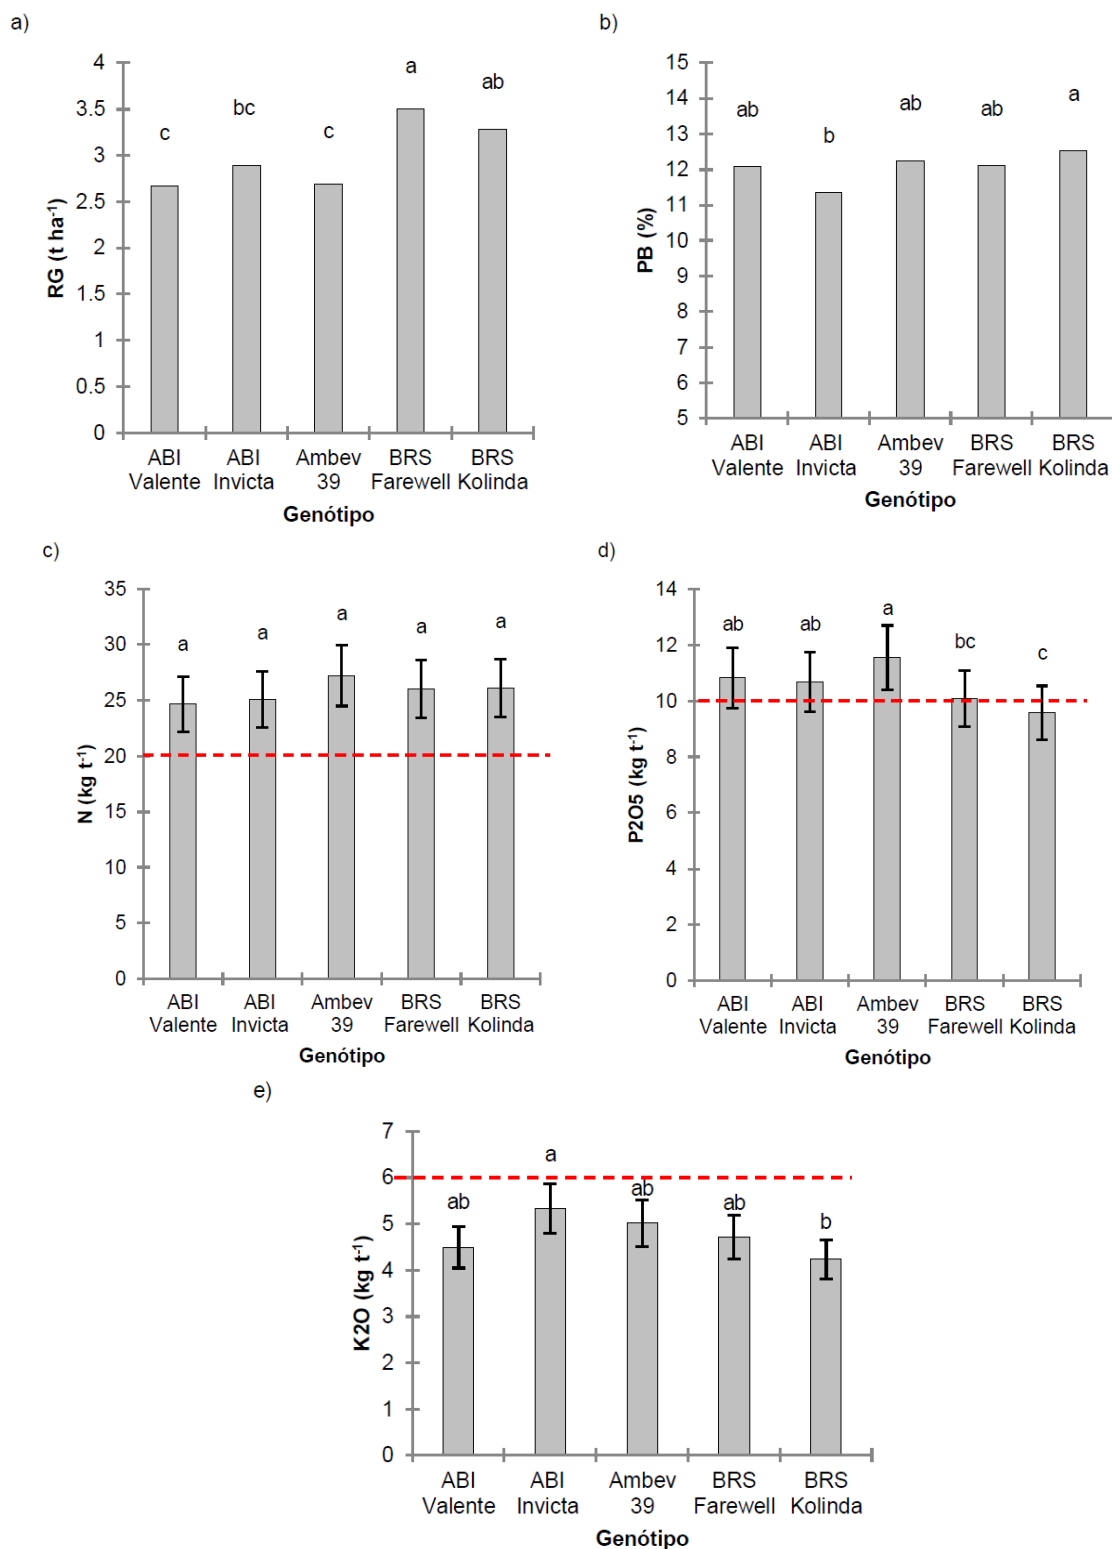 a)
RG (t ha⁻¹)
4
3.5
3
2.5
2
1.5
1
0.5
0
c
bc
c
a
ab
ABI Valente
ABI Invicta
Ambev 39
BRS Farewell
BRS Kolinda
Genótipo
b)
PB (%)
15
14
13
12
11
10
9
8
7
6
5
ab
b
ab
ab
a
ABI Valente
ABI Invicta
Ambev 39
BRS Farewell
BRS Kolinda
Genótipo
c)
N (kg t⁻¹)
35
30
25
20
15
10
5
0
a
a
a
a
a
ABI Valente
ABI Invicta
Ambev 39
BRS Farewell
BRS Kolinda
Genótipo
d)
P2O5 (kg t⁻¹)
14
12
10
8
6
4
2
0
ab
ab
a
bc
c
ABI Valente
ABI Invicta
Ambev 39
BRS Farewell
BRS Kolinda
Genótipo
e)
K2O (kg t⁻¹)
7
6
5
4
3
2
1
0
ab
a
ab
ab
b
ABI Valente
ABI Invicta
Ambev 39
BRS Farewell
BRS Kolinda
Genótipo